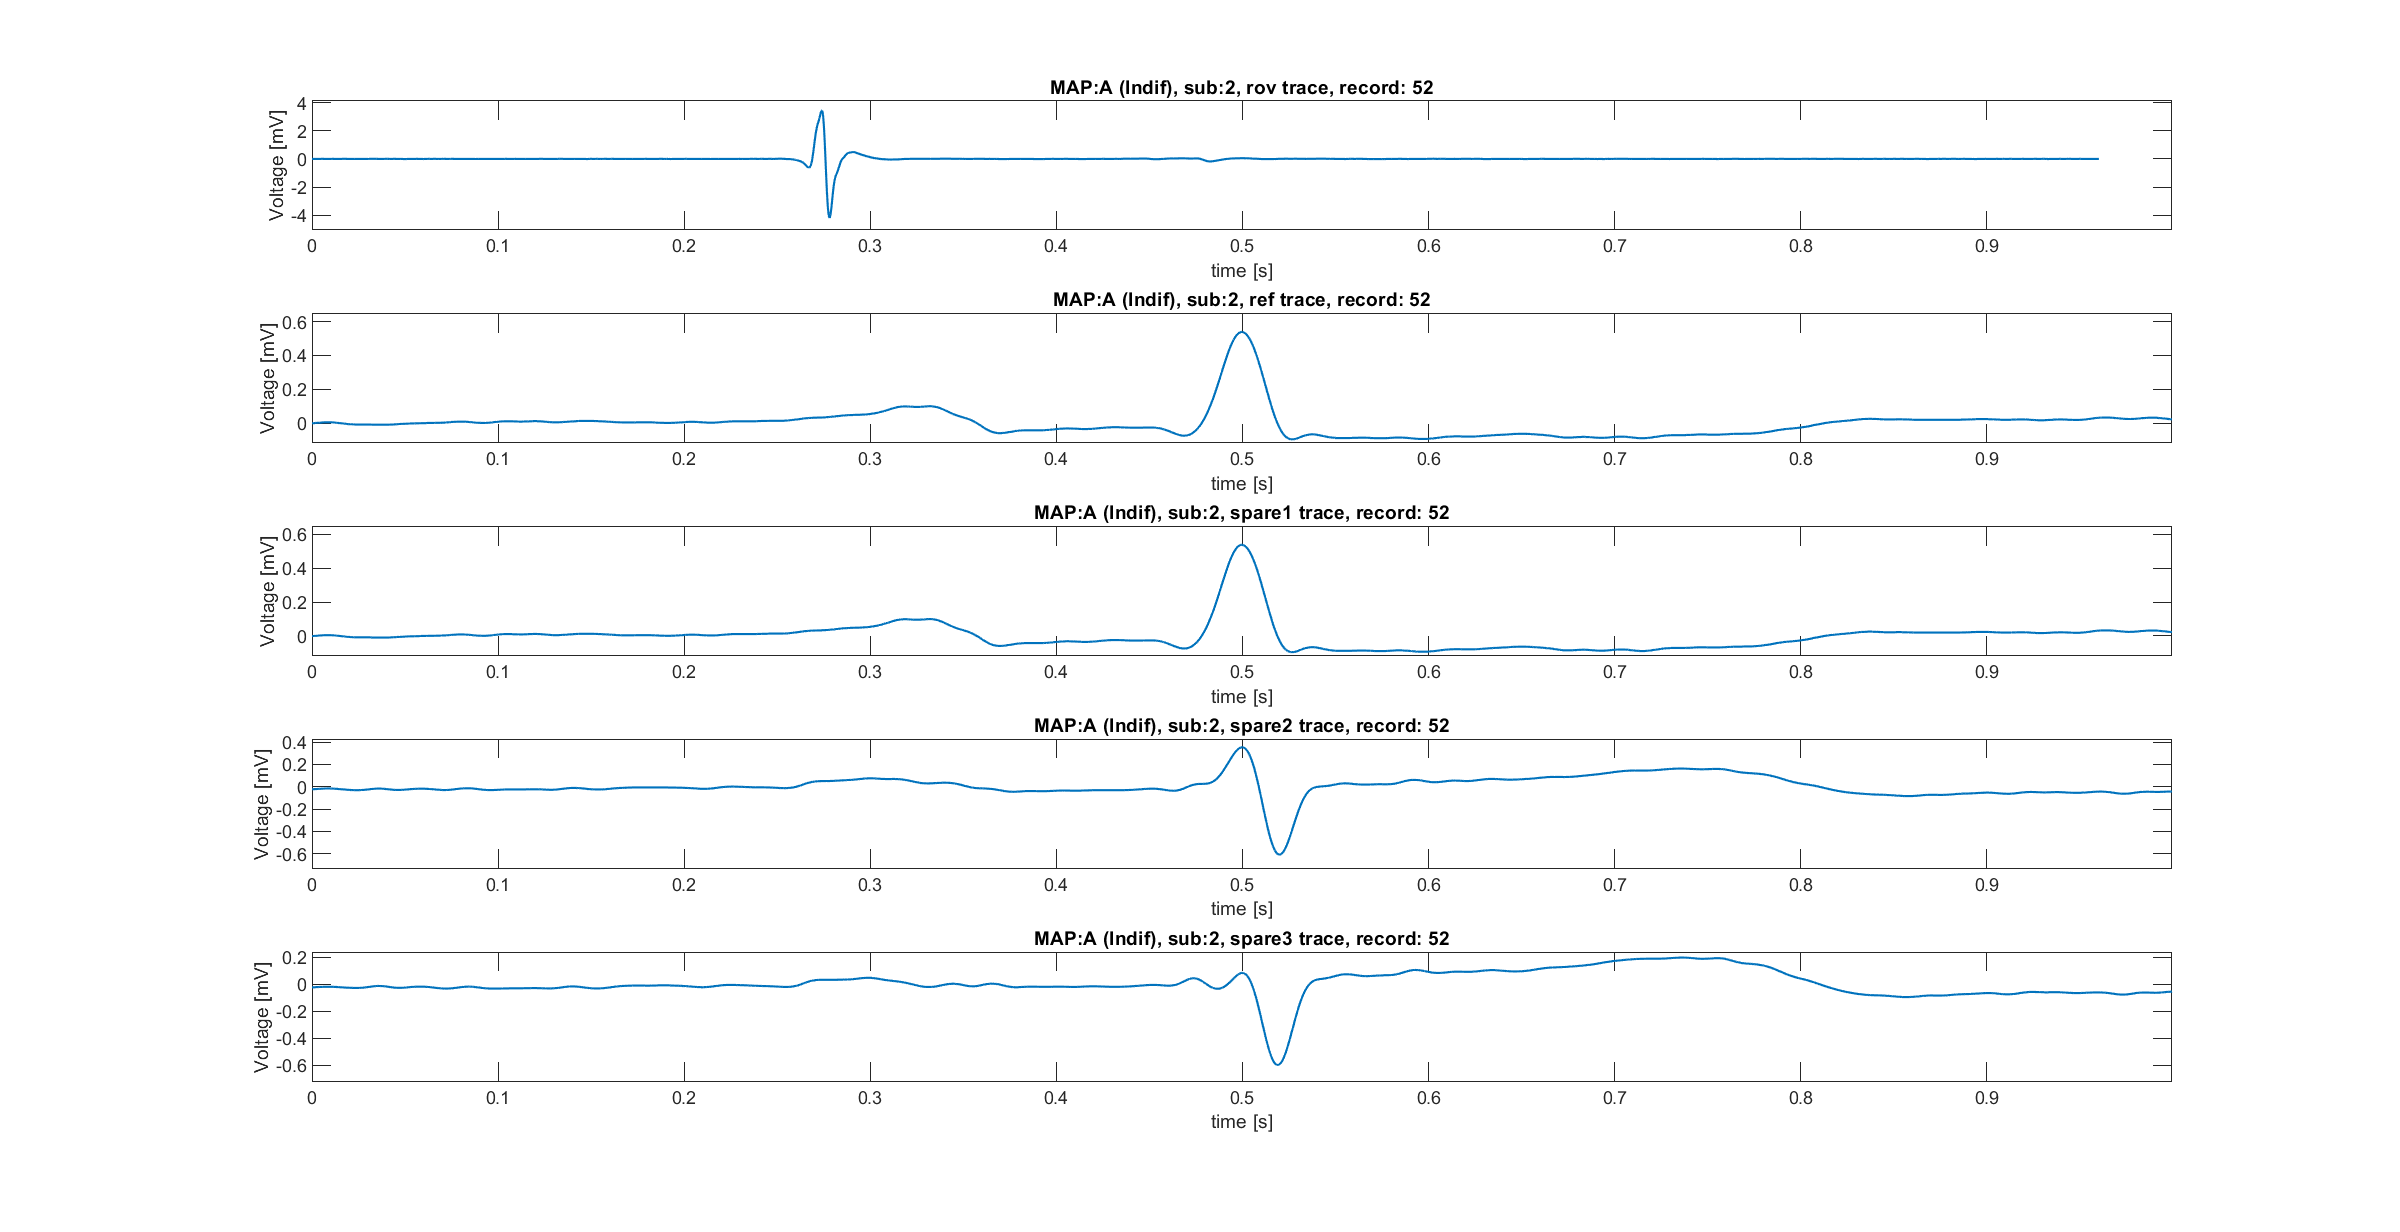 MAP:A (Indif), sub:2, rov trace, record: 52
Voltage [mV]
4
2
0
-2
-4
0 0.1 0.2 0.3 0.4 0.5 0.6 0.7 0.8 0.9
time [s]
MAP:A (Indif), sub:2, ref trace, record: 52
Voltage [mV]
0.6
0.4
0.2
0
0 0.1 0.2 0.3 0.4 0.5 0.6 0.7 0.8 0.9
time [s]
MAP:A (Indif), sub:2, spare1 trace, record: 52
Voltage [mV]
0.6
0.4
0.2
0
0 0.1 0.2 0.3 0.4 0.5 0.6 0.7 0.8 0.9
time [s]
MAP:A (Indif), sub:2, spare2 trace, record: 52
Voltage [mV]
0.4
0.2
0
-0.2
-0.4
-0.6
0 0.1 0.2 0.3 0.4 0.5 0.6 0.7 0.8 0.9
time [s]
MAP:A (Indif), sub:2, spare3 trace, record: 52
Voltage [mV]
0.2
0
-0.2
-0.4
-0.6
0 0.1 0.2 0.3 0.4 0.5 0.6 0.7 0.8 0.9
time [s]